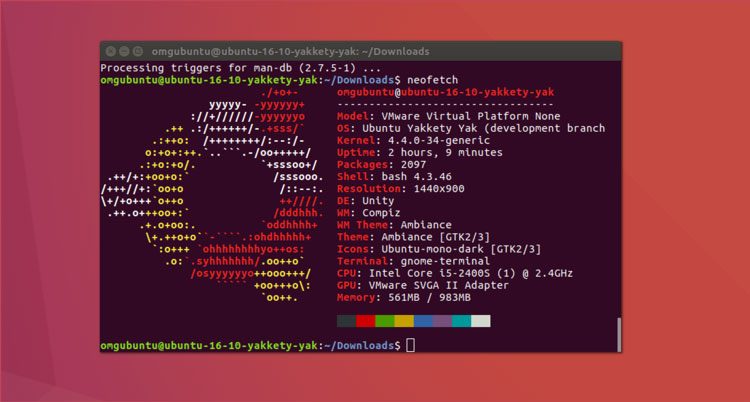 omgubuntu@ubuntu-16-10-yakkety-yak: ~/Downloads
Processing triggers for man-db (2.7.5-1) ...
omgubuntu@ubuntu-16-10-yakkety-yak:~/Downloads$ neofetch
./+o+- omgubuntu@ubuntu-16-10-yakkety-yak
yyyyy- -yyyyyy+ ----------------------------------
://+//////-yyyyyyo Model: VMware Virtual Platform None
.++ .:/++++++/-.+sss/` OS: Ubuntu Yakkety Yak (development branch
.:++o: /++++++++/:--:/- Kernel: 4.4.0-34-generic
o:+o+:++.`..```.-/oo+++++/ Uptime: 2 hours, 9 minutes
.:+o:+o/. `+sssoo+/ Packages: 2097
.++/+:+oo+o:` /sssooo. Shell: bash 4.3.46
/+++//+:`oo+o /::--:. Resolution: 1440x900
\+/+o+++`o++o ++////. DE: Unity
.++.o+++oo+:` /dddhhh. WM: Compiz
.+.o+oo:. `oddhhhh+ WM Theme: Ambiance
\+.++o+o``-````.:ohdhhhhh+ Theme: Ambiance [GTK2/3]
`:o+++ `ohhhhhhhhyo++os: Icons: Ubuntu-mono-dark [GTK2/3]
.o:`.syhhhhhhh/.oo++o` Terminal: gnome-terminal
/osyyyyyyo++ooo+++/ CPU: Intel Core i5-2400S (1) @ 2.4GHz
````` +oo+++o\: GPU: VMware SVGA II Adapter
`oo++. Memory: 561MB / 983MB
omgubuntu@ubuntu-16-10-yakkety-yak:~/Downloads$